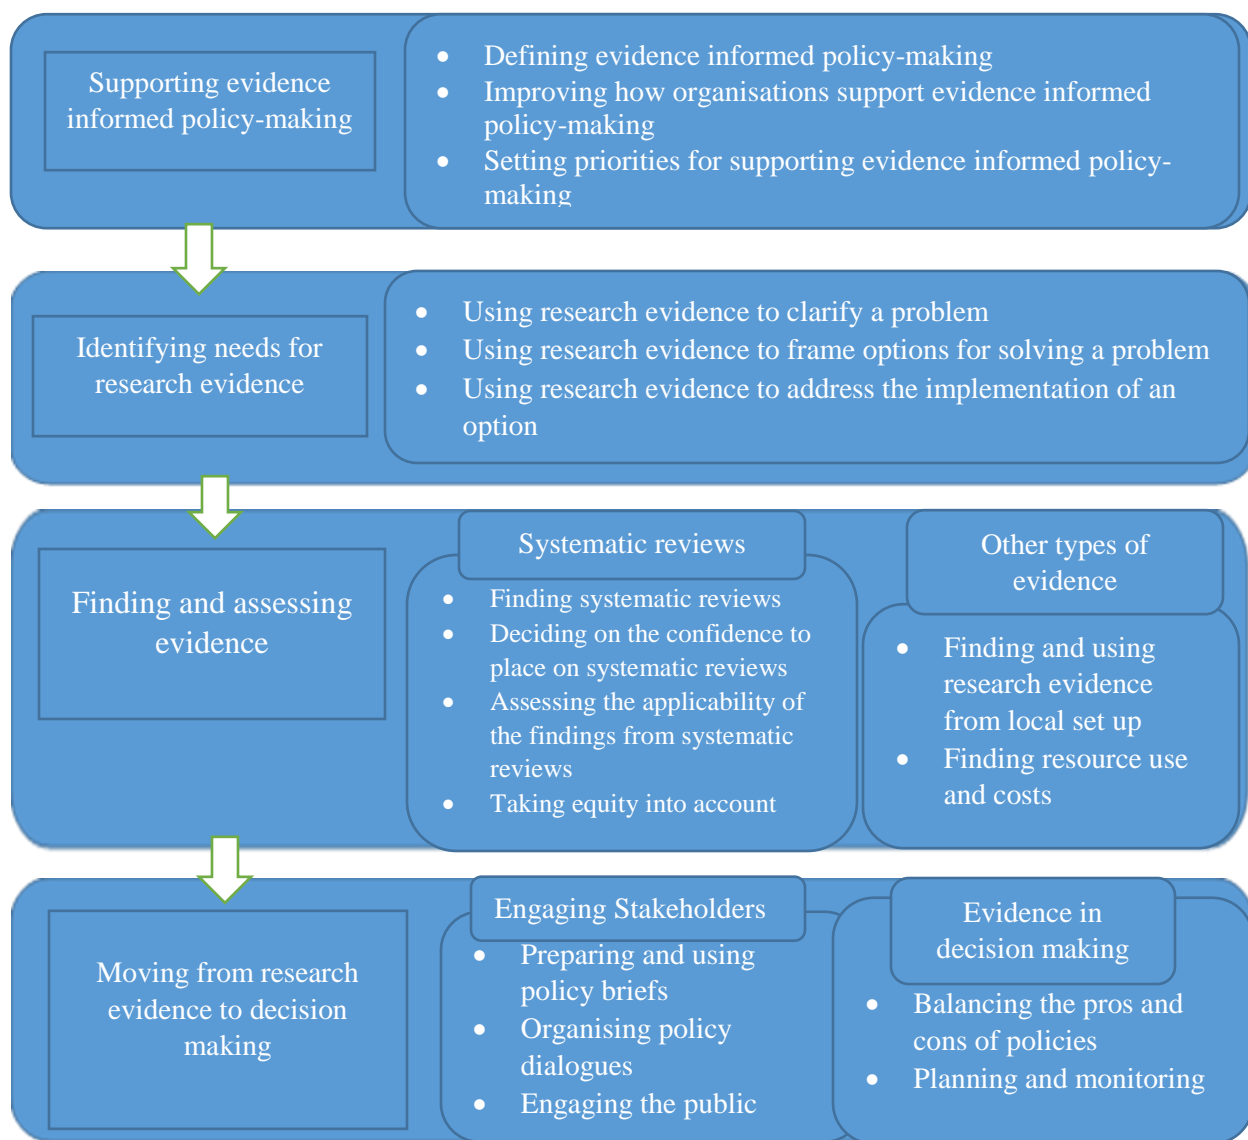 Supporting evidence
informed policy-making
• Defining evidence informed policy-making
• Improving how organisations support evidence informed
policy-making
• Setting priorities for supporting evidence informed policy-
making
Identifying needs for
research evidence
• Using research evidence to clarify a problem
• Using research evidence to frame options for solving a problem
• Using research evidence to address the implementation of an
option
Finding and assessing
evidence
Systematic reviews
• Finding systematic reviews
• Deciding on the confidence to
place on systematic reviews
• Assessing the applicability of
the findings from systematic
reviews
• Taking equity into account
Other types of
evidence
• Finding and using
research evidence
from local set up
• Finding resource use
and costs
Moving from research
evidence to decision
making
Engaging Stakeholders
• Preparing and using
policy briefs
• Organising policy
dialogues
• Engaging the public
Evidence in
decision making
• Balancing the pros and
cons of policies
• Planning and monitoring